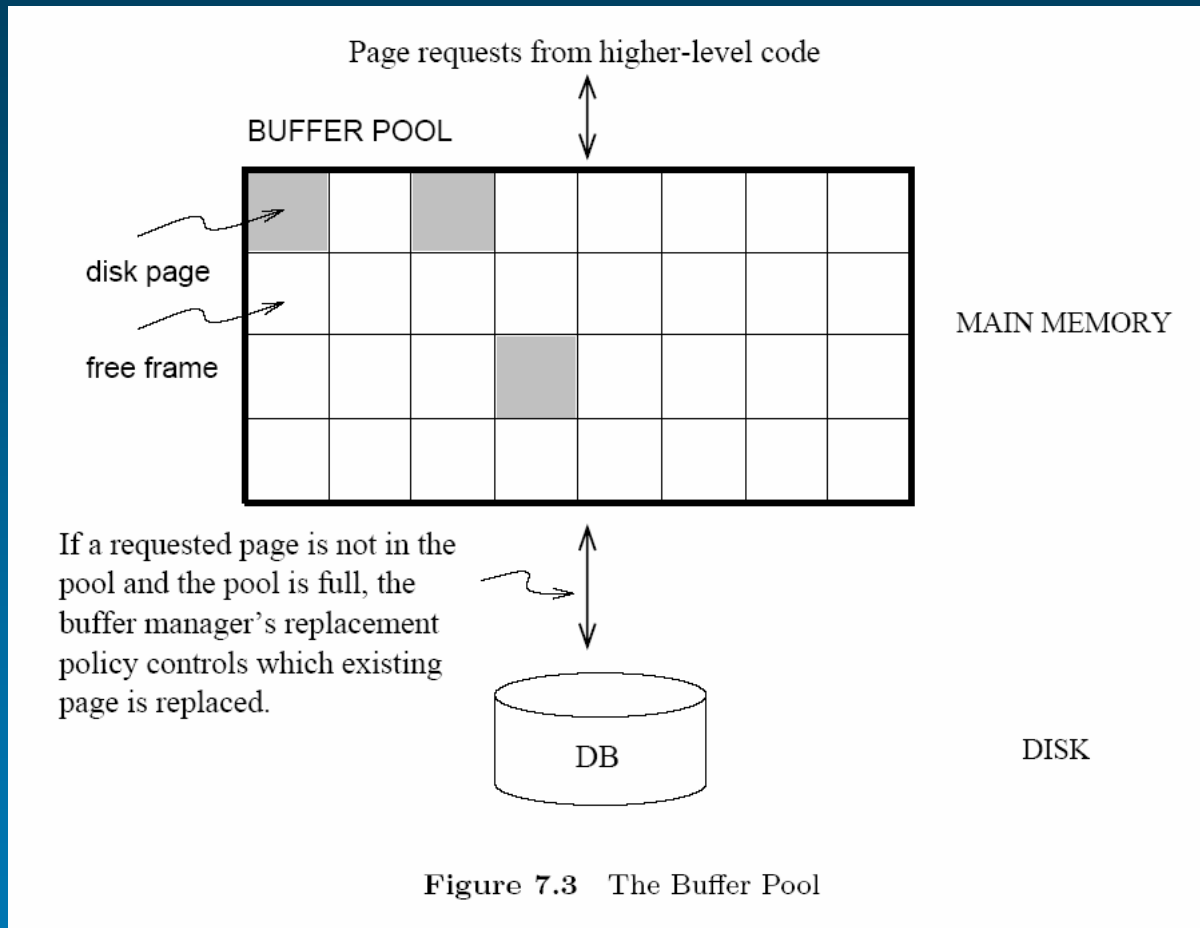 Page requests from higher-level code
BUFFER POOL
disk page
free frame
MAIN MEMORY
If a requested page is not in the
pool and the pool is full, the
buffer manager's replacement
policy controls which existing
page is replaced.
DB
DISK
Figure 7.3 The Buffer Pool